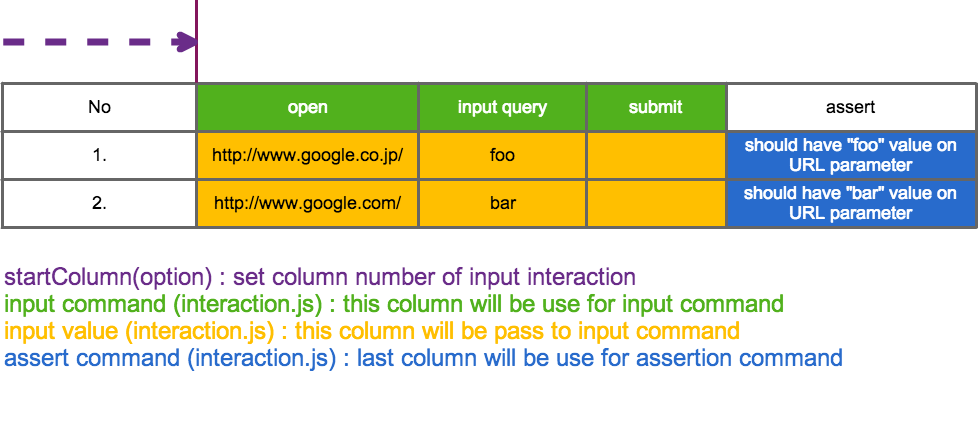 No open input query submit assert
1. http://www.google.co.jp/ foo should have "foo" value on
URL parameter
2. http://www.google.com/ bar should have "bar" value on
URL parameter
startColumn(option) : set column number of input interaction
input command (interaction.js) : this column will be use for input command
input value (interaction.js) : this column will be pass to input command
assert command (interaction.js) : last column will be use for assertion command